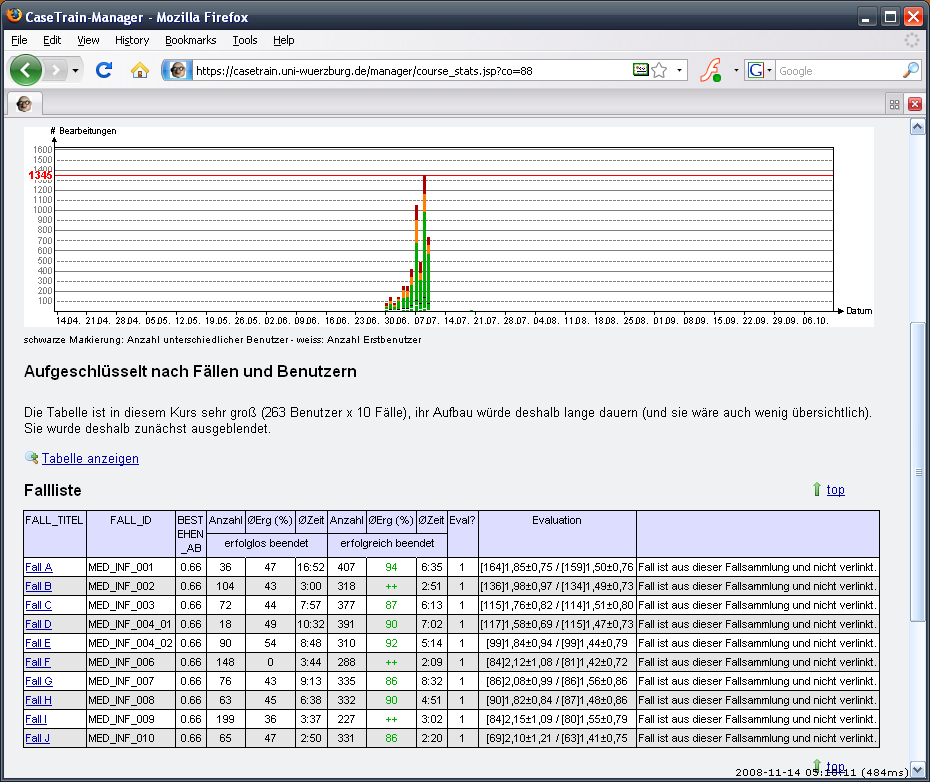 CaseTrain-Manager - Mozilla Firefox
File Edit View History Bookmarks Tools Help
https://casetrain.uni-wuerzburg.de/manager/course_stats.jsp?co=88
G Google
# Bearbeitungen
1600
1500
1400
1345
1300
1200
1100
1000
900
800
700
600
500
400
300
200
100
14.04. 21.04. 28.04. 05.05. 12.05. 19.05. 26.05. 02.06. 09.06. 16.06. 23.06. 30.06. 07.07. 14.07. 21.07. 28.07. 04.08. 11.08. 18.08. 25.08. 01.09. 08.09. 15.09. 22.09. 29.09. 06.10.
Datum
schwarze Markierung: Anzahl unterschiedlicher Benutzer - weiss: Anzahl Erstbenutzer
Aufgeschlüsselt nach Fällen und Benutzern
Die Tabelle ist in diesem Kurs sehr groß (263 Benutzer x 10 Fälle), ihr Aufbau würde deshalb lange dauern (und sie wäre auch wenig übersichtlich).
Sie wurde deshalb zunächst ausgeblendet.
Tabelle anzeigen
Fallliste
top
FALL_TITEL FALL_ID BEST EHEN _AB Anzahl ØErg (%) ØZeit Anzahl ØErg (%) ØZeit Eval? Evaluation
erfolglos beendet erfolgreich beendet
Fall A MED_INF_001 0.66 36 47 16:52 407 94 6:35 1 [164]1,85±0,75 / [159]1,50±0,76 Fall ist aus dieser Fallsammlung und nicht verlinkt.
Fall B MED_INF_002 0.66 104 43 3:00 318 ++ 2:51 1 [136]1,98±0,97 / [134]1,49±0,73 Fall ist aus dieser Fallsammlung und nicht verlinkt.
Fall C MED_INF_003 0.66 72 44 7:57 377 87 6:13 1 [115]1,76±0,82 / [114]1,51±0,80 Fall ist aus dieser Fallsammlung und nicht verlinkt.
Fall D MED_INF_004_01 0.66 18 49 10:32 391 90 7:02 1 [117]1,58±0,69 / [115]1,47±0,73 Fall ist aus dieser Fallsammlung und nicht verlinkt.
Fall E MED_INF_004_02 0.66 90 54 8:48 310 92 5:14 1 [99]1,84±0,94 / [99]1,44±0,79 Fall ist aus dieser Fallsammlung und nicht verlinkt.
Fall F MED_INF_006 0.66 148 0 3:44 288 ++ 2:09 1 [84]2,12±1,08 / [81]1,42±0,72 Fall ist aus dieser Fallsammlung und nicht verlinkt.
Fall G MED_INF_007 0.66 76 43 9:13 335 86 8:32 1 [86]2,08±0,99 / [86]1,56±0,86 Fall ist aus dieser Fallsammlung und nicht verlinkt.
Fall H MED_INF_008 0.66 63 45 6:38 332 90 4:51 1 [90]1,82±0,84 / [87]1,48±0,86 Fall ist aus dieser Fallsammlung und nicht verlinkt.
Fall I MED_INF_009 0.66 199 36 3:37 227 ++ 3:02 1 [84]2,15±1,09 / [80]1,55±0,79 Fall ist aus dieser Fallsammlung und nicht verlinkt.
Fall J MED_INF_010 0.66 65 47 2:50 331 86 2:20 1 [69]2,10±1,21 / [63]1,41±0,75 Fall ist aus dieser Fallsammlung und nicht verlinkt.
top
2008-11-14 (484ms)